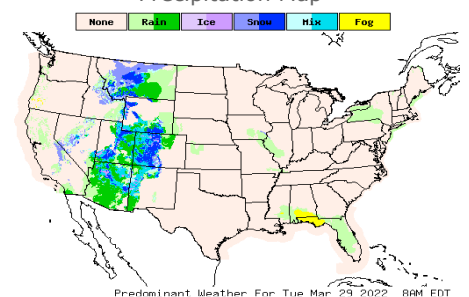 Precipitation Map
None Rain Ice Snow Mix Fog
Predominant Weather For Tue Mar 29 2022 8AM EDT